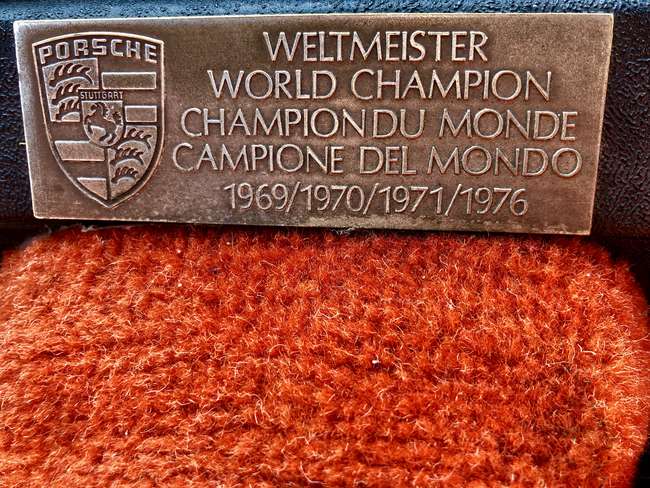 PORSCHE
STUTTGART
WELTMEISTER
WORLD CHAMPION
CHAMPION DU MONDE
CAMPIONE DEL MONDO
1969/1970/1971/1976